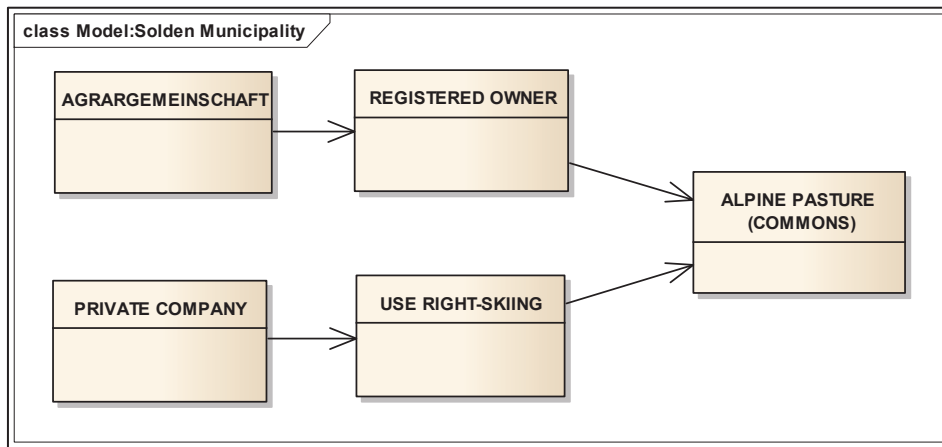 class Model:Solden Municipality
AGRARGEMEINSCHAFT
REGISTERED OWNER
ALPINE PASTURE
(COMMONS)
PRIVATE COMPANY
USE RIGHT-SKIING